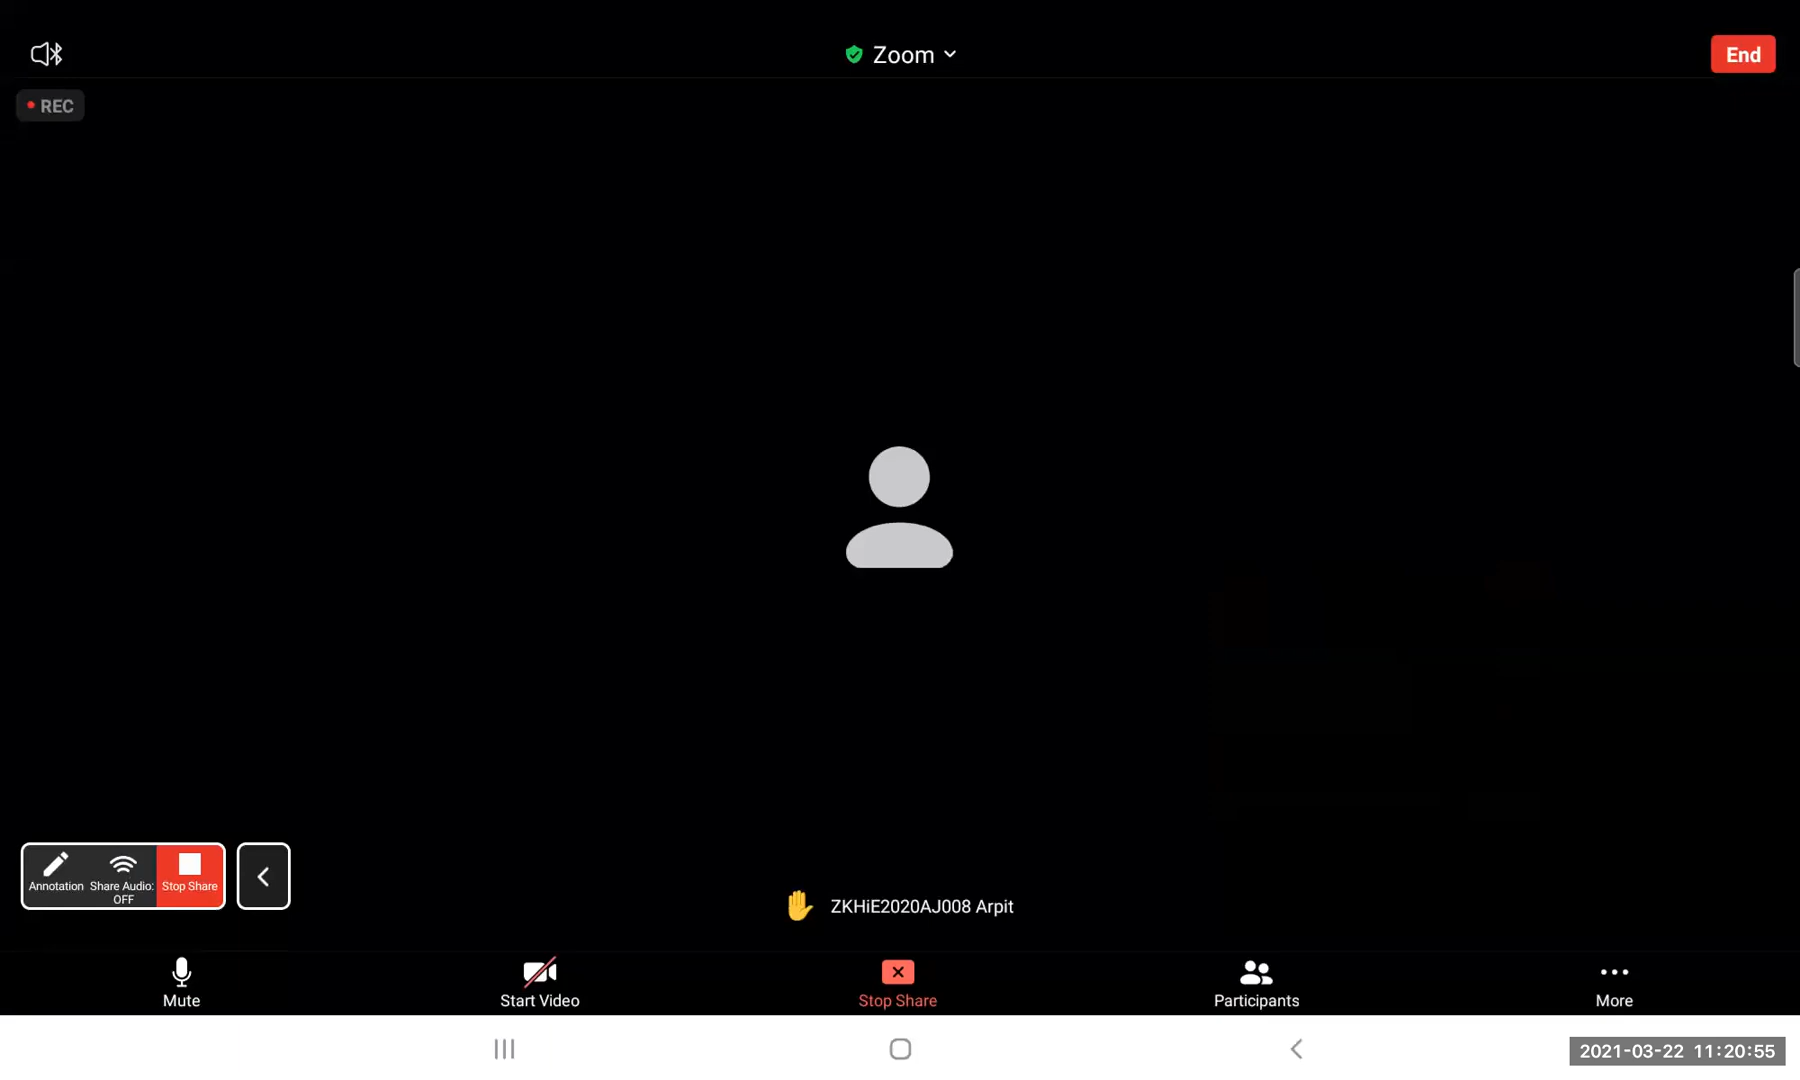 Zoom
End
REC
Annotation
Share Audio:
OFF
Stop Share
ZKHiE2020AJ008 Arpit
Mute
Start Video
Stop Share
Participants
More
2021-03-22 11:20:55